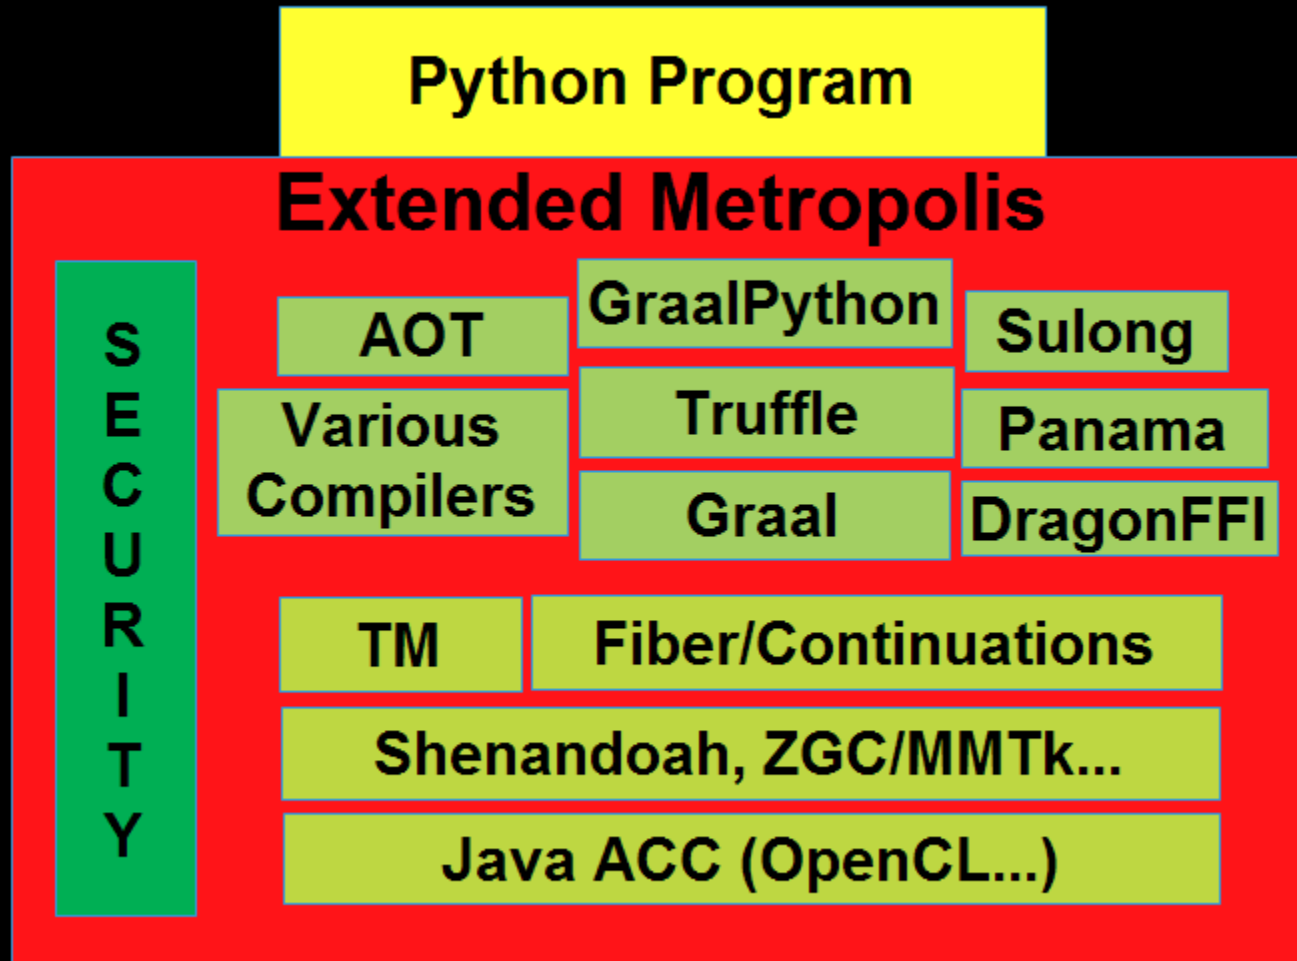 Python Program
Extended Metropolis
SECURITY
AOT
GraalPython
Sulong
Various
Compilers
Truffle
Panama
Graal
DragonFFI
TM
Fiber/Continuations
Shenandoah, ZGC/MMTk...
Java ACC (OpenCL...)